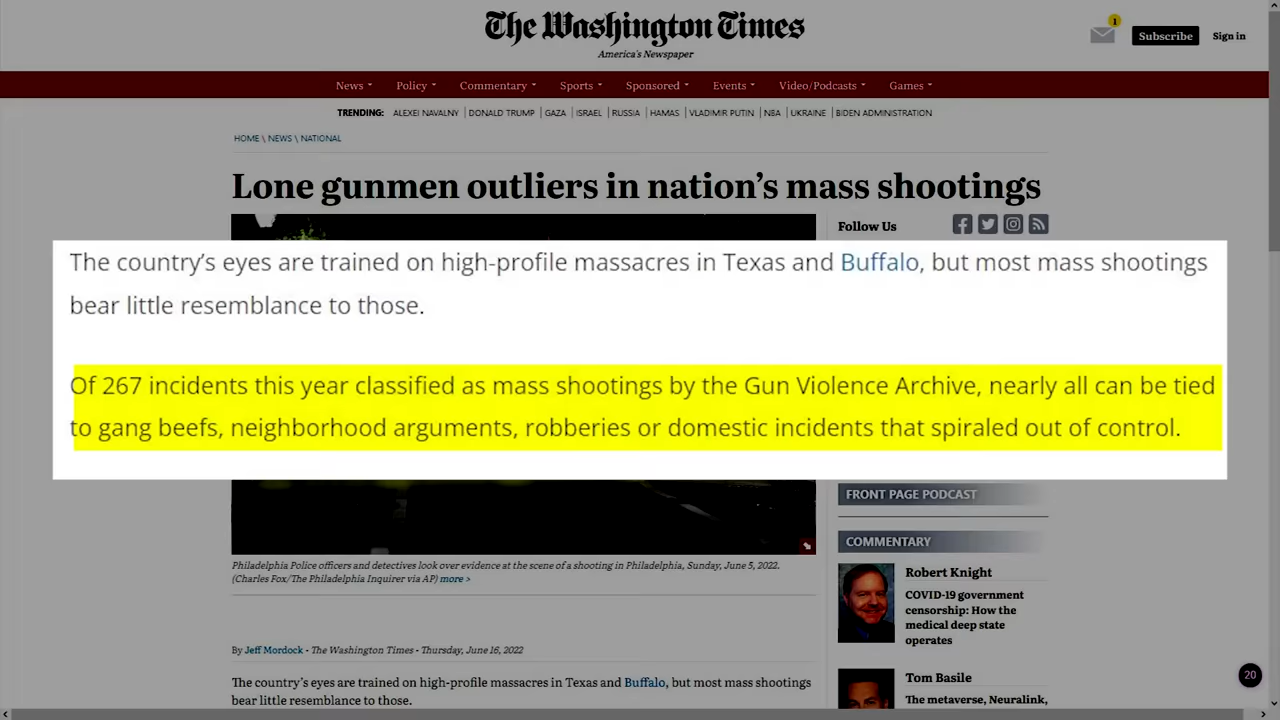 The Washington Times
America's Newspaper
1
Subscribe
Sign in
News
Policy
Commentary
Sports
Sponsored
Events
Video/Podcasts
Games
TRENDING: ALEXEI NAVALNY | DONALD TRUMP | GAZA | ISRAEL | RUSSIA | HAMAS | VLADIMIR PUTIN | NBA | UKRAINE | BIDEN ADMINISTRATION
HOME \ NEWS \ NATIONAL
Lone gunmen outliers in nation's mass shootings
Follow Us
The country's eyes are trained on high-profile massacres in Texas and Buffalo, but most mass shootings
bear little resemblance to those.
Of 267 incidents this year classified as mass shootings by the Gun Violence Archive, nearly all can be tied
to gang beefs, neighborhood arguments, robberies or domestic incidents that spiraled out of control.
Philadelphia Police officers and detectives look over evidence at the scene of a shooting in Philadelphia, Sunday, June 5, 2022.
(Charles Fox/The Philadelphia Inquirer via AP) more >
By Jeff Mordock - The Washington Times - Thursday, June 16, 2022
The country's eyes are trained on high-profile massacres in Texas and Buffalo, but most mass shootings
bear little resemblance to those.
FRONT PAGE PODCAST
COMMENTARY
Robert Knight
COVID-19 government
censorship: How the
medical deep state
operates
Tom Basile
The metaverse, Neuralink,
20